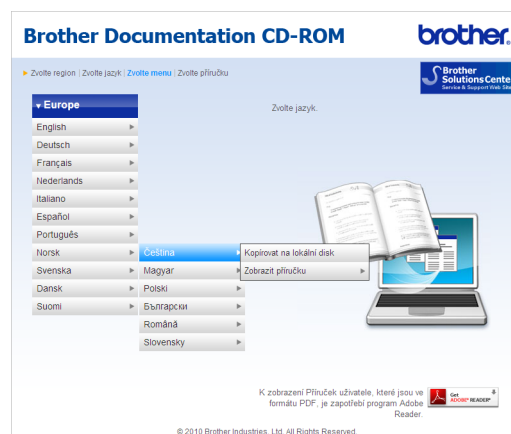 Brother Documentation CD-ROM
brother
Zvolte region | Zvolte jazyk | Zvolte menu | Zvolte příručku
Brother
Solutions Cente
Service & Support Web Site
Europe
Zvolte jazyk.
English
Deutsch
Français
Nederlands
Italiano
Español
Português
Norsk
Svenska
Dansk
Suomi
Čeština
Magyar
Polski
Български
Română
Slovensky
Kopírovat na lokální disk
Zobrazit příručku
K zobrazení Příruček uživatele, které jsou ve
formátu PDF, je zapotřebí program Adobe
Reader.
Get
ADOBE® READER®
© 2010 Brother Industries, Ltd. All Rights Reserved.